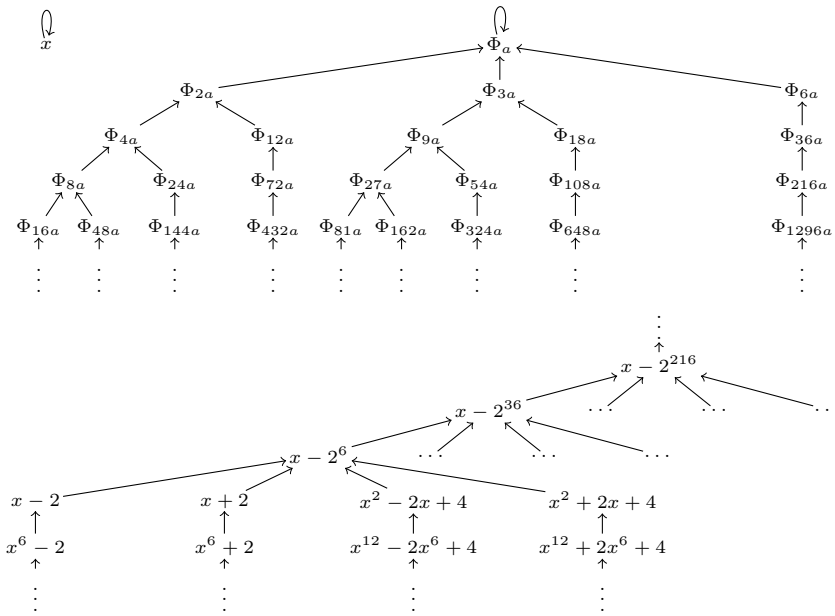 x Φ_a
Φ_{2a} Φ_{3a} Φ_{6a}
Φ_{4a} Φ_{12a} Φ_{9a} Φ_{18a} Φ_{36a}
Φ_{8a} Φ_{24a} Φ_{72a} Φ_{27a} Φ_{54a} Φ_{108a} Φ_{216a}
Φ_{16a} Φ_{48a} Φ_{144a} Φ_{432a} Φ_{81a} Φ_{162a} Φ_{324a} Φ_{648a} Φ_{1296a}
⋮ ⋮ ⋮ ⋮ ⋮ ⋮ ⋮ ⋮ ⋮
⋮
x − 2^{216}
x − 2^{36} … … …
x − 2^6 … … …
x − 2 x + 2 x^2 − 2x + 4 x^2 + 2x + 4
x^6 − 2 x^6 + 2 x^{12} − 2x^6 + 4 x^{12} + 2x^6 + 4
⋮ ⋮ ⋮ ⋮